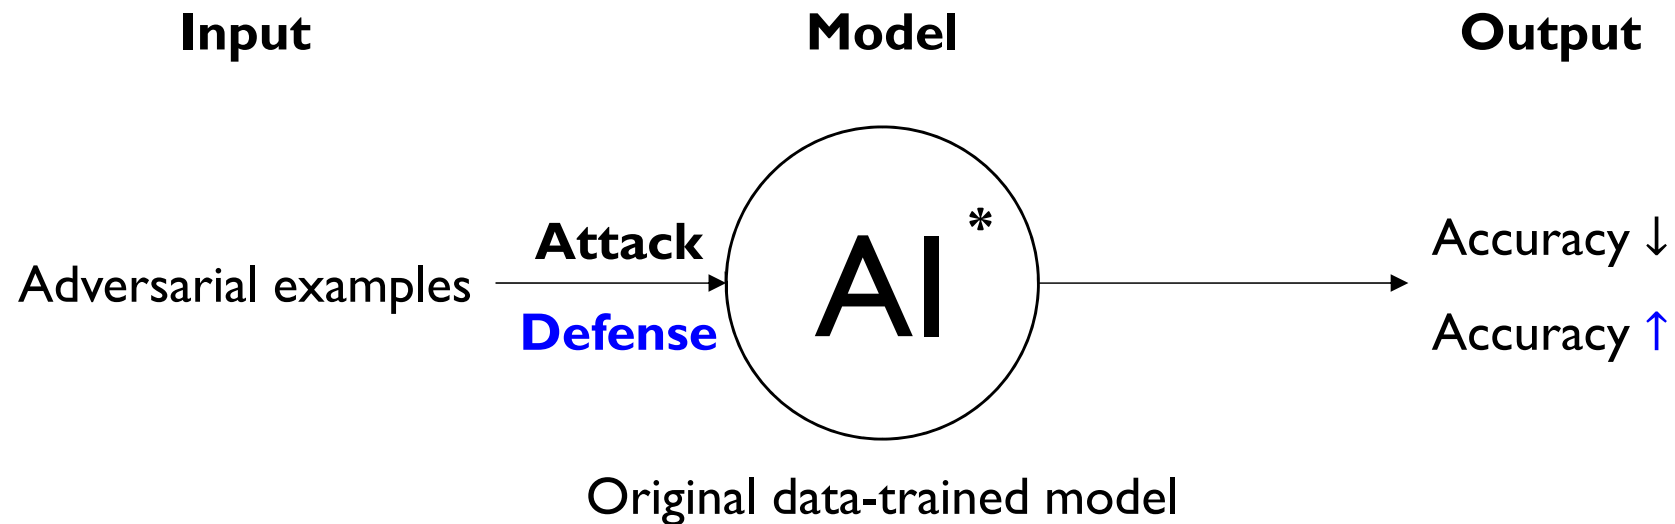 Input
Model
Output
Adversarial examples
Attack
Defense
AI*
Accuracy ↓
Accuracy ↑
Original data-trained model